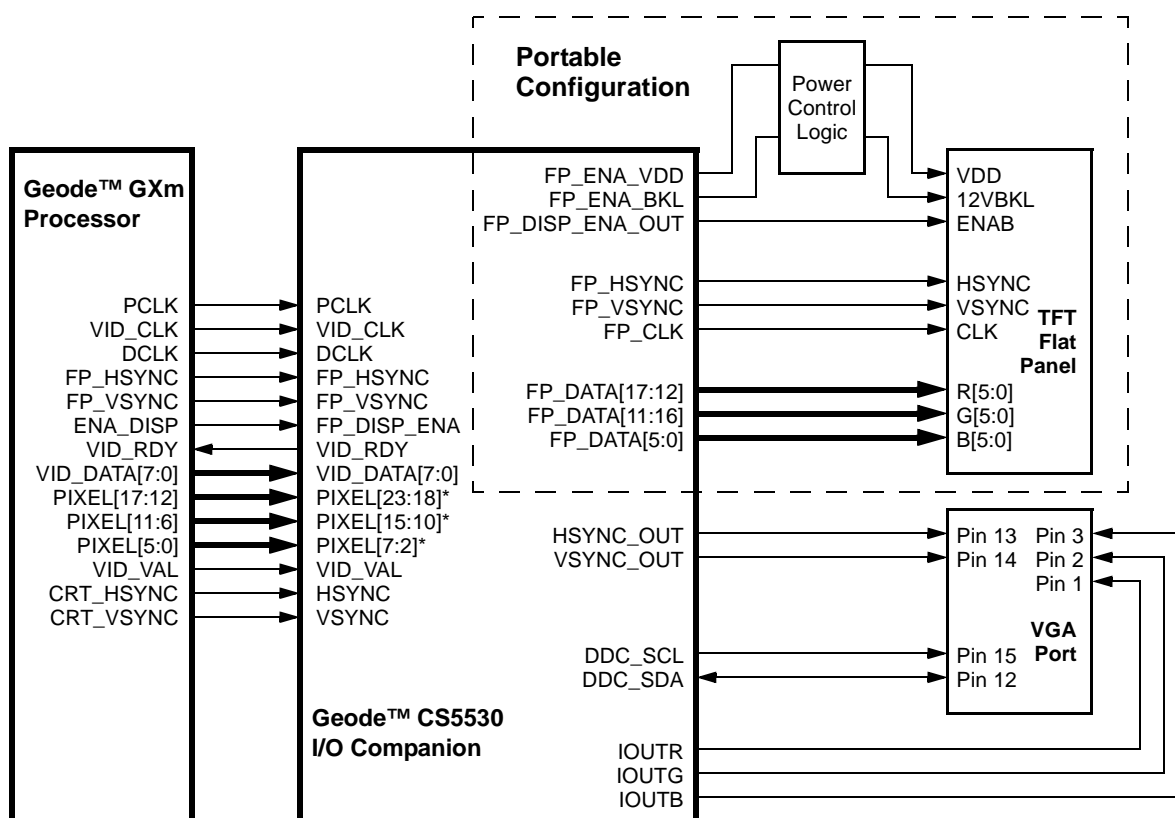 Portable
Configuration
Power
Control
Logic
Geode™ GXm
Processor
PCLK
VID_CLK
DCLK
FP_HSYNC
FP_VSYNC
ENA_DISP
VID_RDY
VID_DATA[7:0]
PIXEL[17:12]
PIXEL[11:6]
PIXEL[5:0]
VID_VAL
CRT_HSYNC
CRT_VSYNC
PCLK
VID_CLK
DCLK
FP_HSYNC
FP_VSYNC
FP_DISP_ENA
VID_RDY
VID_DATA[7:0]
PIXEL[23:18]*
PIXEL[15:10]*
PIXEL[7:2]*
VID_VAL
HSYNC
VSYNC
Geode™ CS5530
I/O Companion
FP_ENA_VDD
FP_ENA_BKL
FP_DISP_ENA_OUT
FP_HSYNC
FP_VSYNC
FP_CLK
FP_DATA[17:12]
FP_DATA[11:16]
FP_DATA[5:0]
HSYNC_OUT
VSYNC_OUT
DDC_SCL
DDC_SDA
IOUTR
IOUTG
IOUTB
VDD
12VBKL
ENAB
HSYNC
VSYNC
CLK
TFT
Flat
Panel
R[5:0]
G[5:0]
B[5:0]
Pin 13 Pin 3
Pin 14 Pin 2
Pin 1
VGA
Port
Pin 15
Pin 12